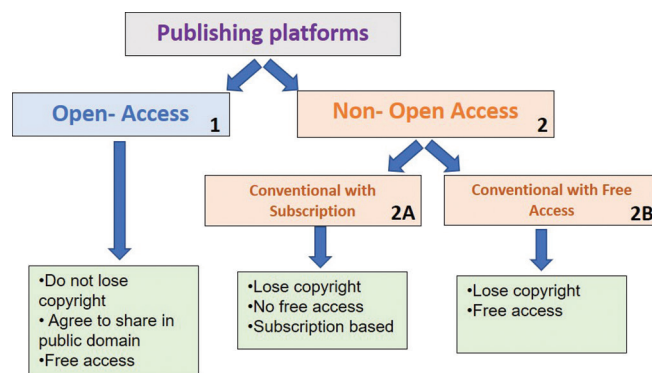 Publishing platforms
Open- Access
1
Non- Open Access
2
Conventional with
Subscription
2A
Conventional with Free
Access
2B
•Do not lose
copyright
• Agree to share in
public domain
•Free access
•Lose copyright
•No free access
•Subscription based
•Lose copyright
•Free access